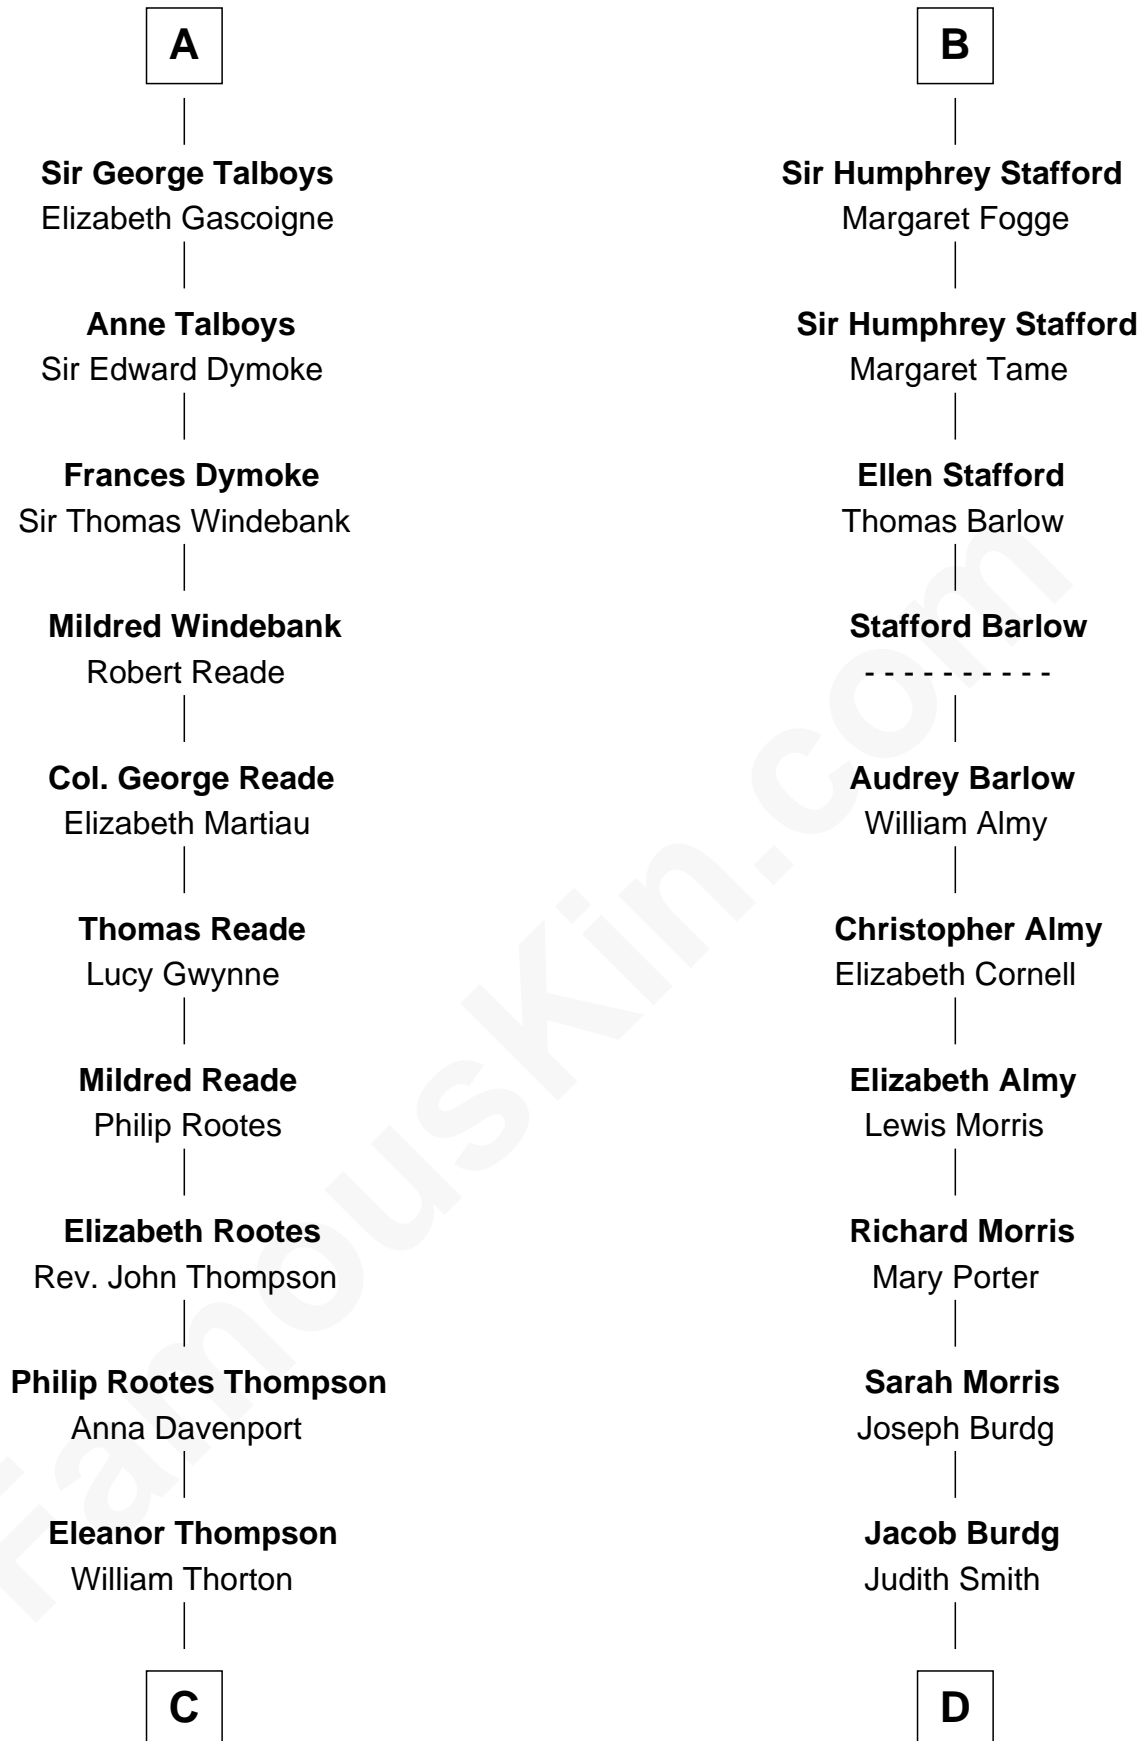 A
Sir George Talboys
Elizabeth Gascoigne
Anne Talboys
Sir Edward Dymoke
Frances Dymoke
Sir Thomas Windebank
Mildred Windebank
Robert Reade
Col. George Reade
Elizabeth Martiau
Thomas Reade
Lucy Gwynne
Mildred Reade
Philip Rootes
Elizabeth Rootes
Rev. John Thompson
Philip Rootes Thompson
Anna Davenport
Eleanor Thompson
William Thorton
C
B
Sir Humphrey Stafford
Margaret Fogge
Sir Humphrey Stafford
Margaret Tame
Ellen Stafford
Thomas Barlow
Stafford Barlow
- - - - - - - - - -
Audrey Barlow
William Almy
Christopher Almy
Elizabeth Cornell
Elizabeth Almy
Lewis Morris
Richard Morris
Mary Porter
Sarah Morris
Joseph Burdg
Jacob Burdg
Judith Smith
D
FamousKin.com